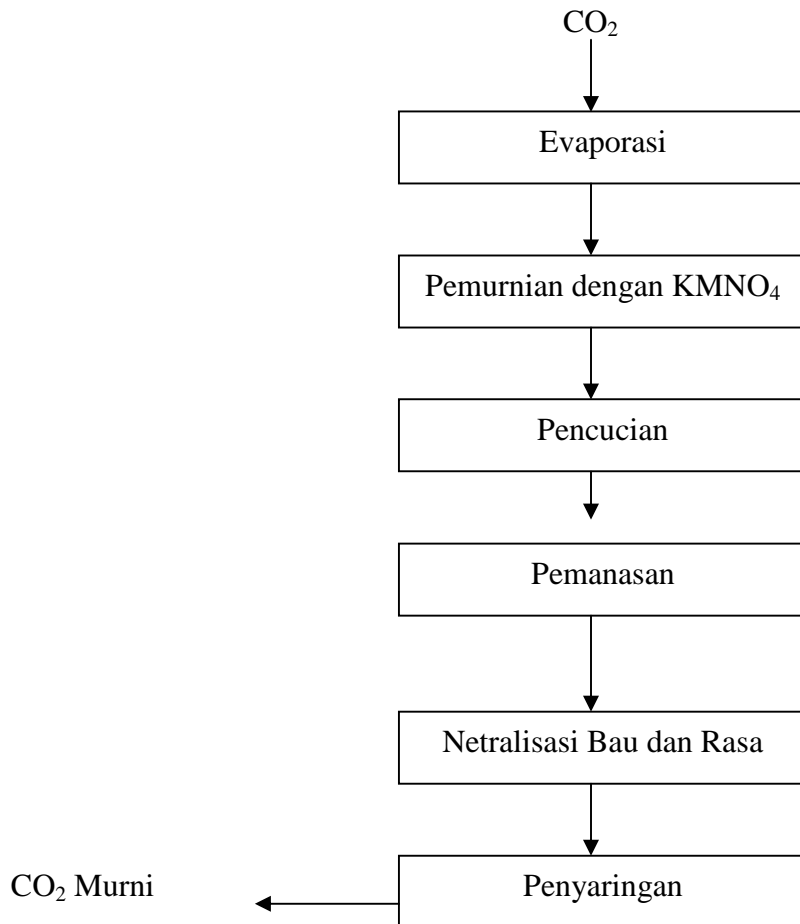 CO₂
Evaporasi
Pemurnian dengan KMNO₄
Pencucian
Pemanasan
Netralisasi Bau dan Rasa
Penyaringan
CO₂ Murni